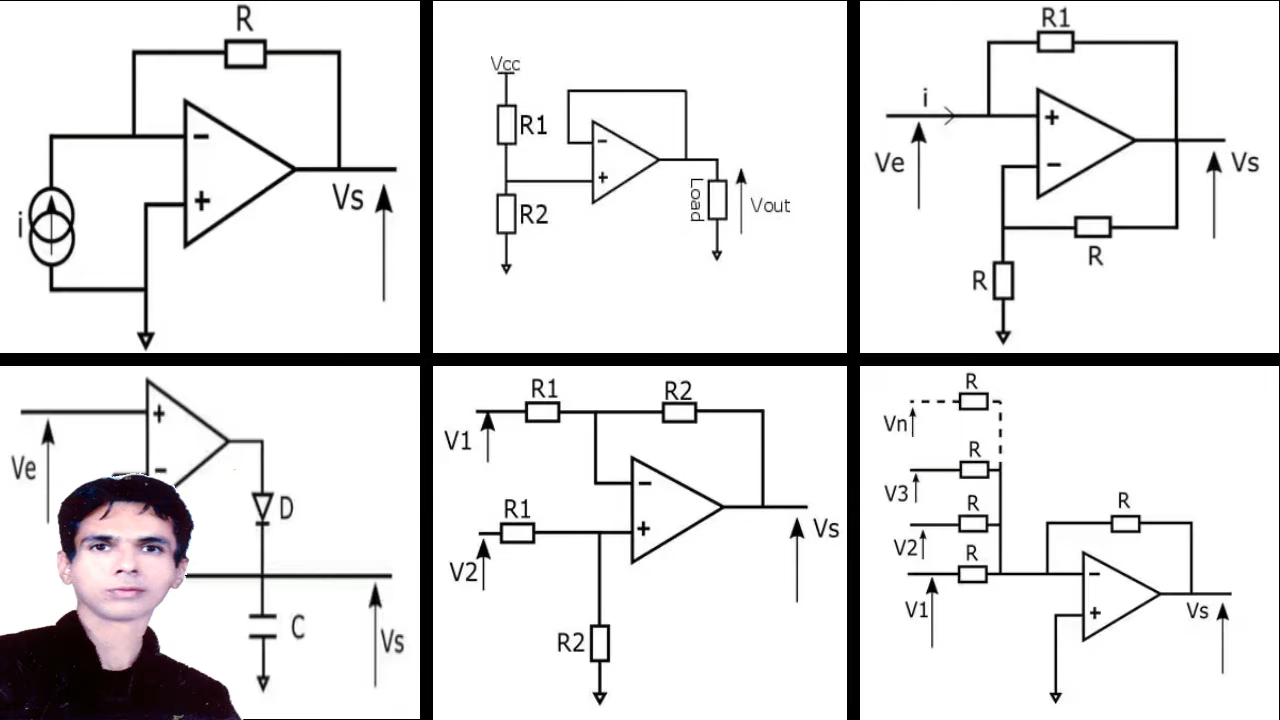 R
−
+
i
Vs
Vcc
R1
−
+
R2
Load
Vout
R1
i
+
Ve
−
Vs
R
R
+
Ve
−
D
C
Vs
R1
R2
V1
−
R1
+
Vs
V2
R2
R
Vn
R
V3
R
R
V2
R
−
V1
+
Vs